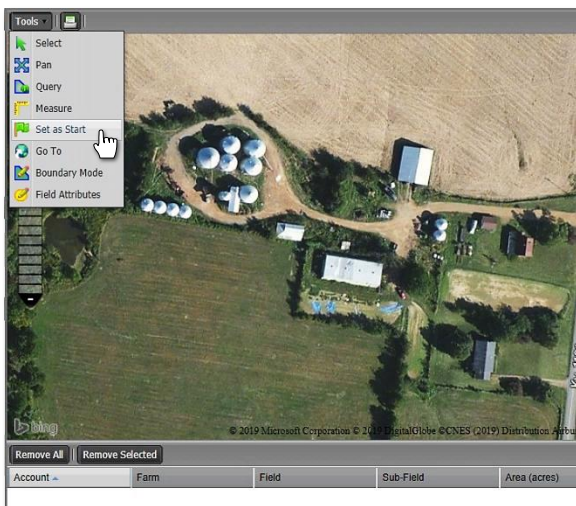 Tools
Select
Pan
Query
Measure
Set as Start
Go To
Boundary Mode
Field Attributes
bing
© 2019 Microsoft Corporation © 2019 DigitalGlobe ©CNES (2019) Distribution Airbus
Remove All Remove Selected
Account Farm Field Sub-Field Area (acres)